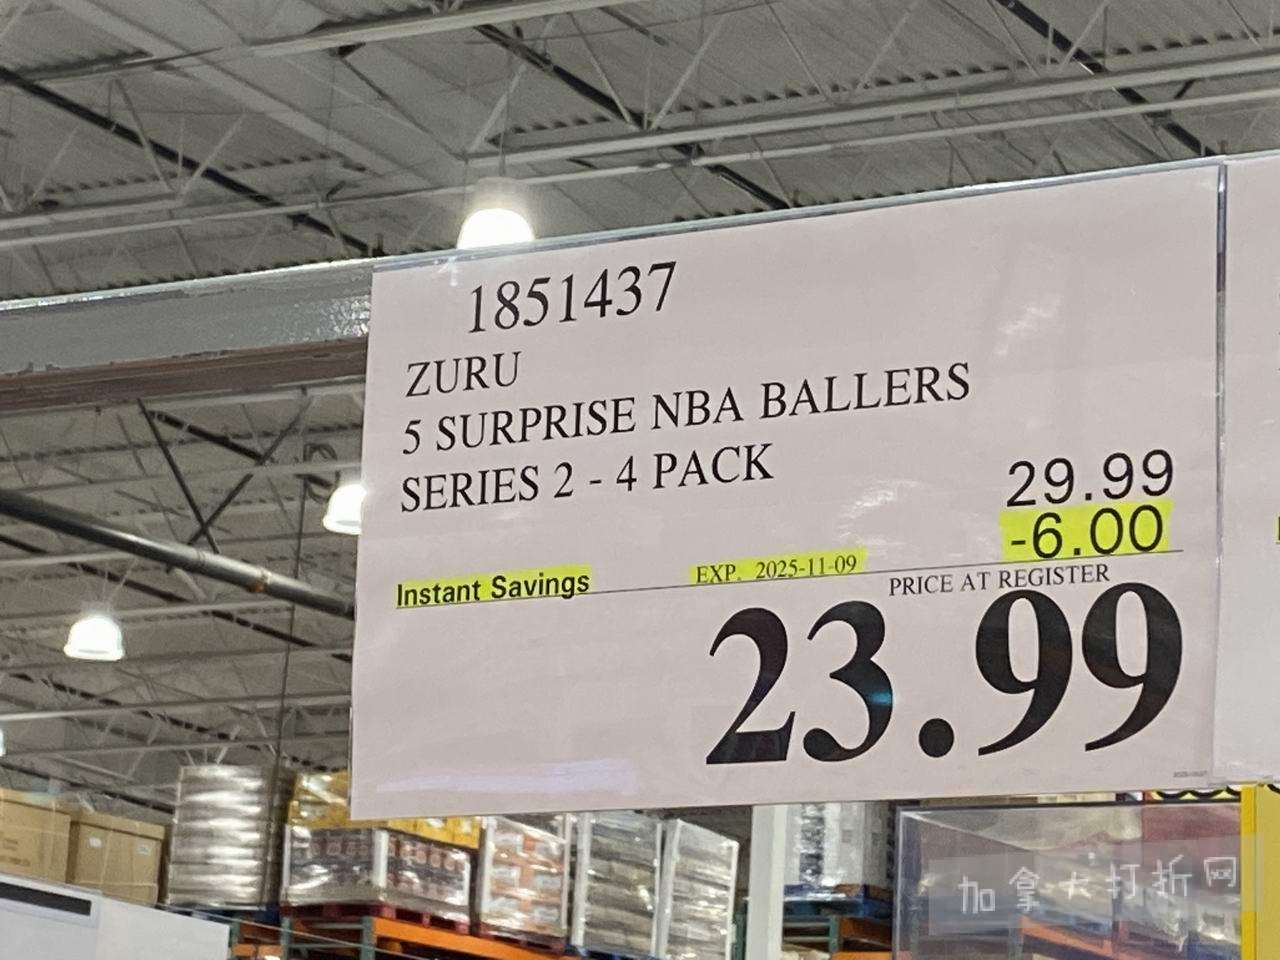 1851437
ZURU
5 SURPRISE NBA BALLERS
SERIES 2 - 4 PACK
29.99
-6.00
Instant Savings
EXP. 2025-11-09
PRICE AT REGISTER
23.99
加拿大打折网